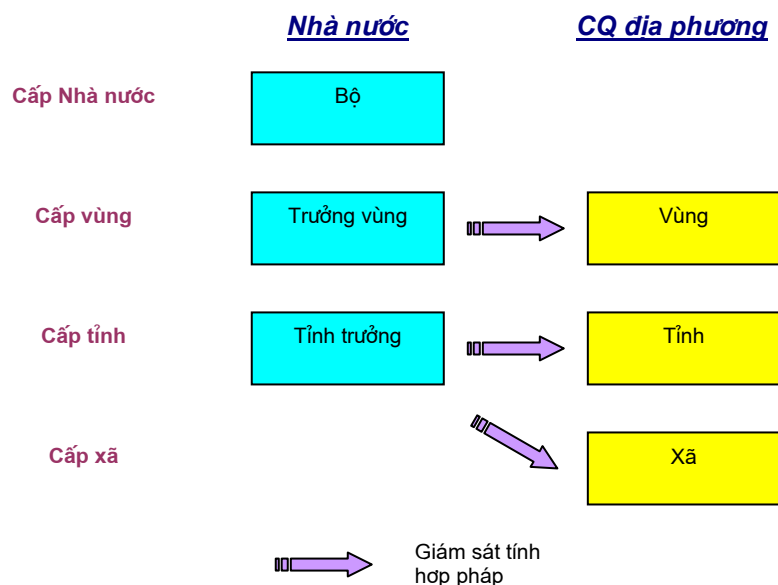 Nhà nước CQ địa phương
Cấp Nhà nước Bộ
Cấp vùng Trưởng vùng Vùng
Cấp tỉnh Tỉnh trưởng Tỉnh
Cấp xã Xã
Giám sát tính
hợp pháp